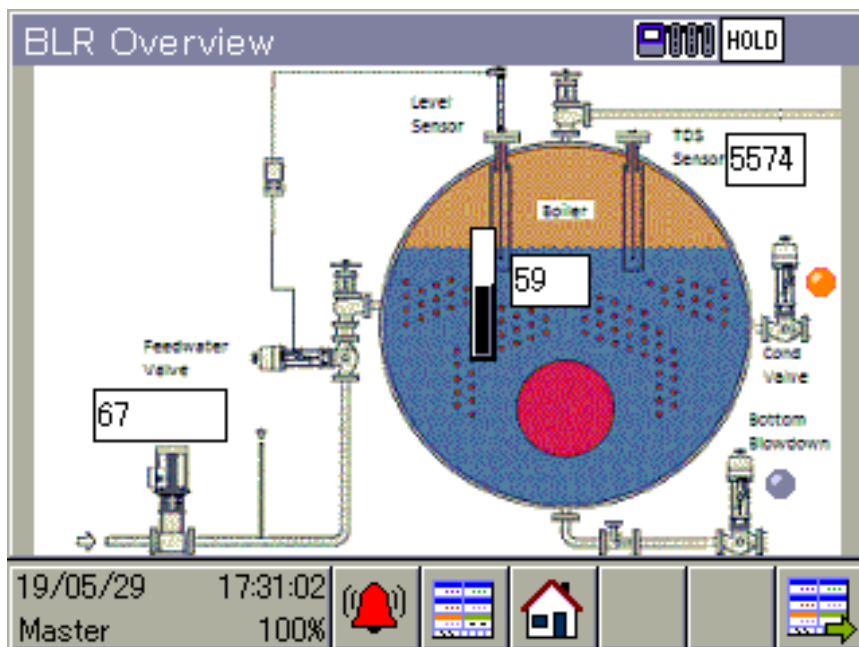 BLR Overview
HOLD
Level
Sensor
TDS
Sensor
5574
Boiler
59
Feedwater
Valve
67
Cond
Valve
Bottom
Blowdown
19/05/29 17:31:02
Master 100%